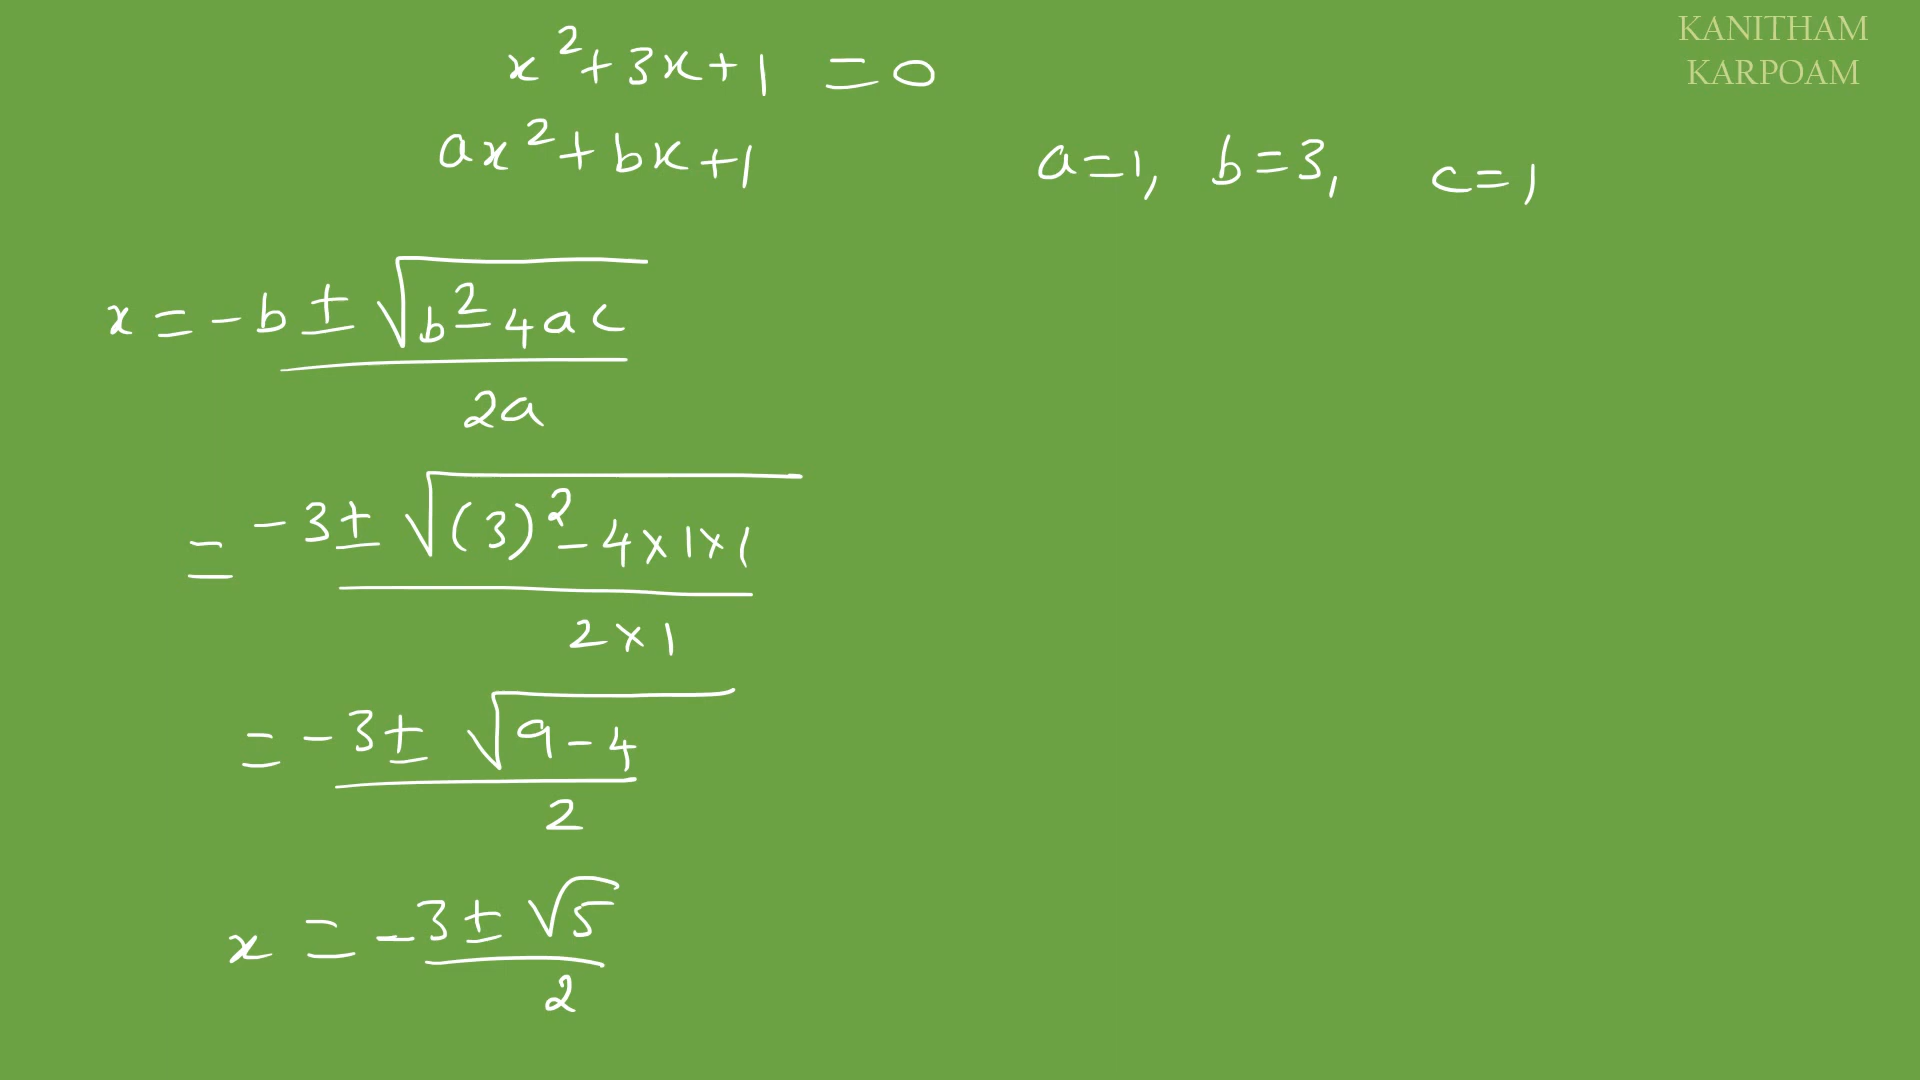 KANITHAM
KARPOAM
x² + 3x + 1 = 0
ax² + bx + 1
a = 1, b = 3, c = 1
x = -b ± √(b² - 4ac)
2a
= -3 ± √((3)² - 4 × 1 × 1)
2 × 1
= -3 ± √(9 - 4)
2
x = -3 ± √5
2